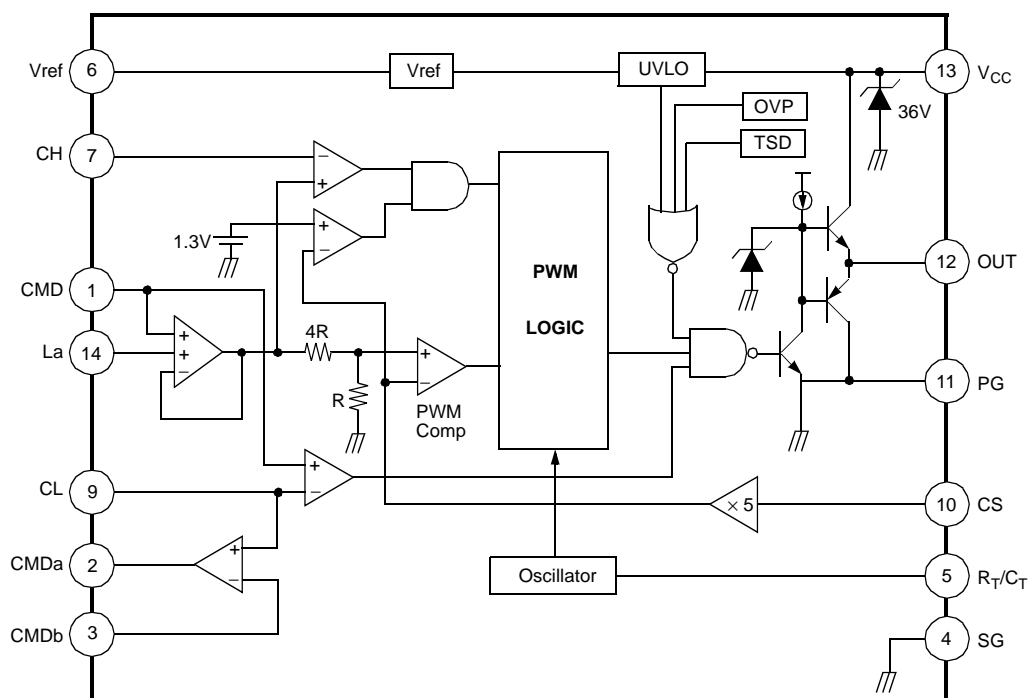 Vref 6 Vref UVLO 13 VCC
OVP 36V
CH 7 TSD
− +
+ −
1.3V
PWM
LOGIC
12 OUT
CMD 1
+ + −
La 14
4R
R
+ −
PWM
Comp
11 PG
+ −
CL 9
× 5
10 CS
CMDa 2
+ −
Oscillator
5 RT/CT
CMDb 3
4 SG